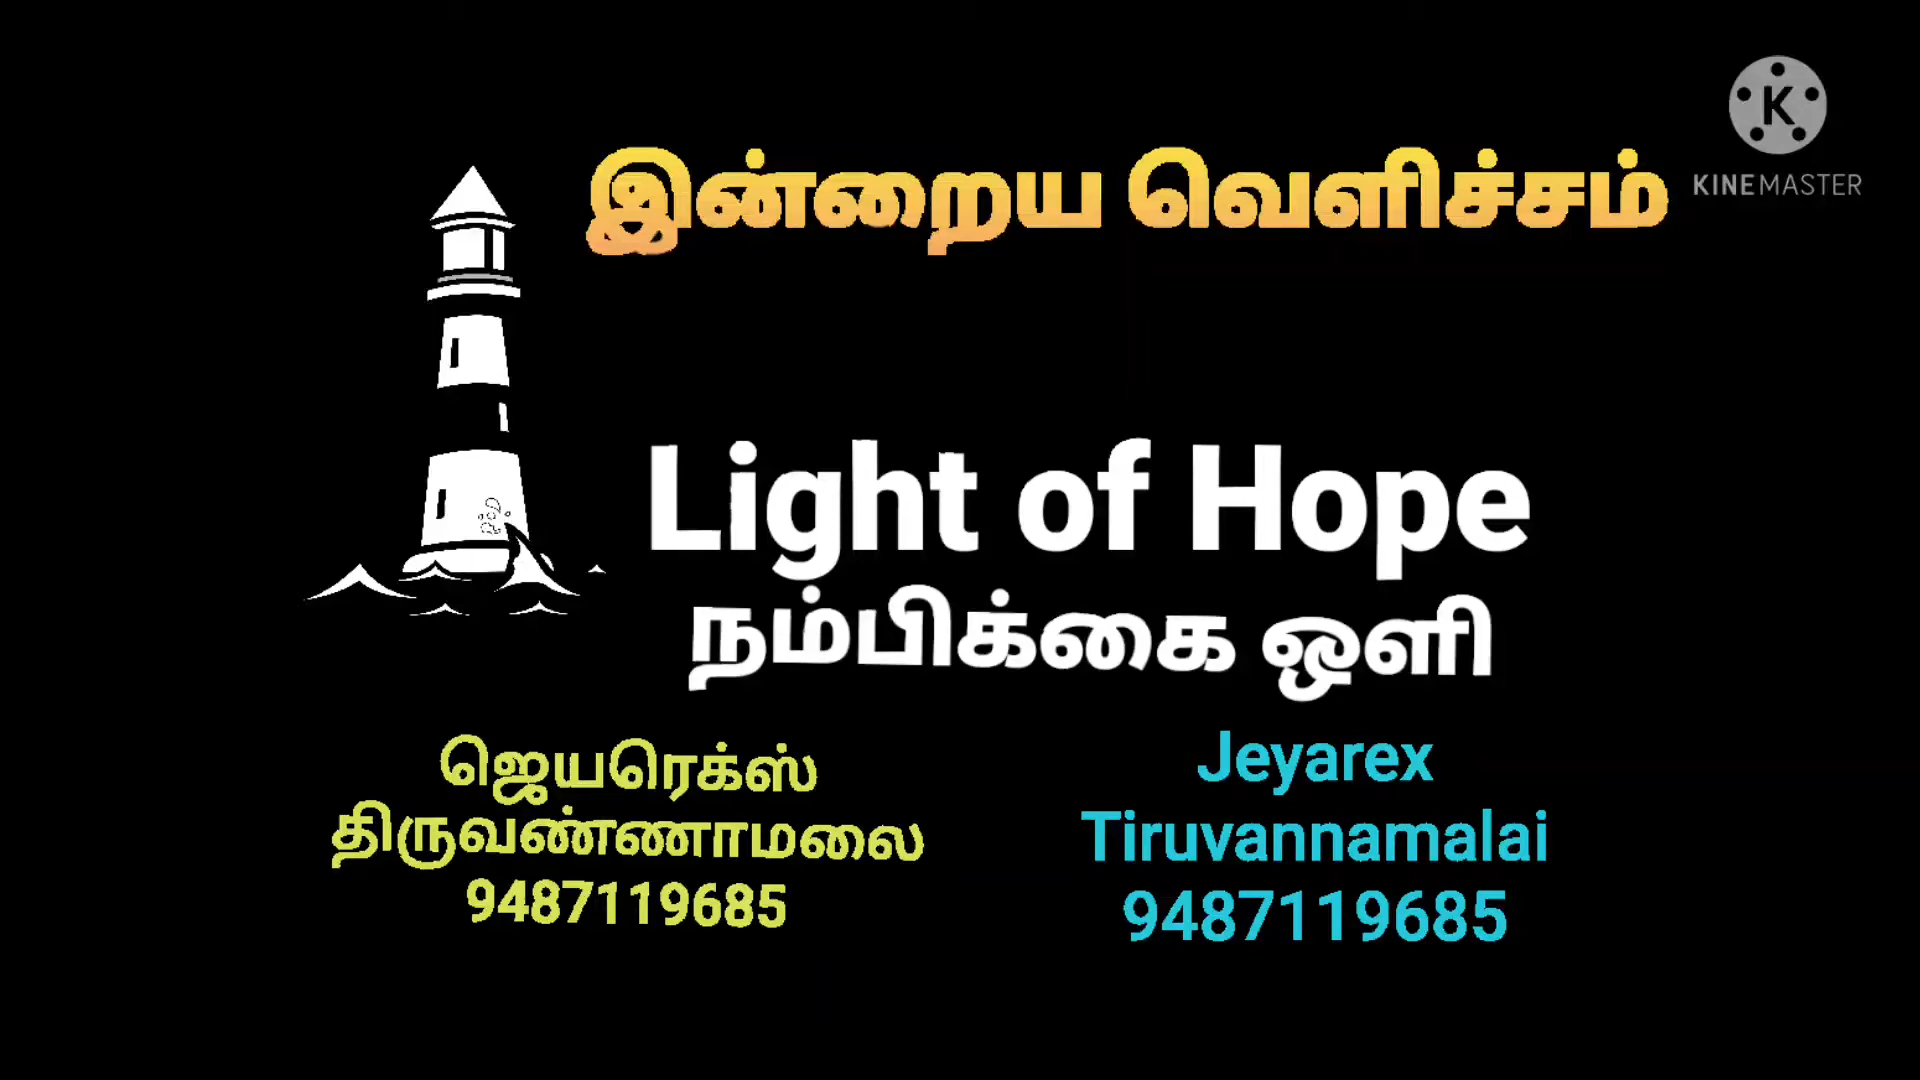 இன்றைய வெளிச்சம்
K
KINEMASTER
Light of Hope
நம்பிக்கை ஒளி
ஜெயரெக்ஸ்
திருவண்ணாமலை
9487119685
Jeyarex
Tiruvannamalai
9487119685